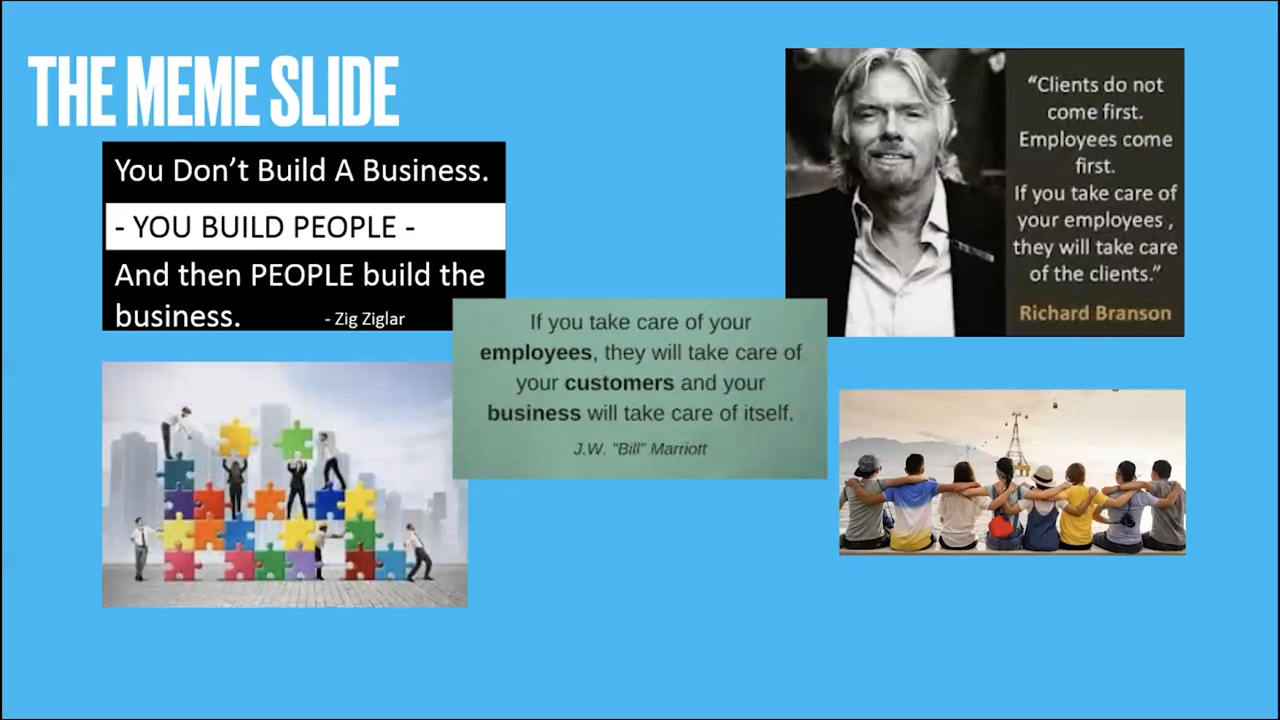 THE MEME SLIDE
You Don't Build A Business.
- YOU BUILD PEOPLE -
And then PEOPLE build the
business.
- Zig Ziglar
"Clients do not
come first.
Employees come
first.
If you take care of
your employees ,
they will take care
of the clients."
Richard Branson
If you take care of your
employees, they will take care of
your customers and your
business will take care of itself.
J.W. "Bill" Marriott